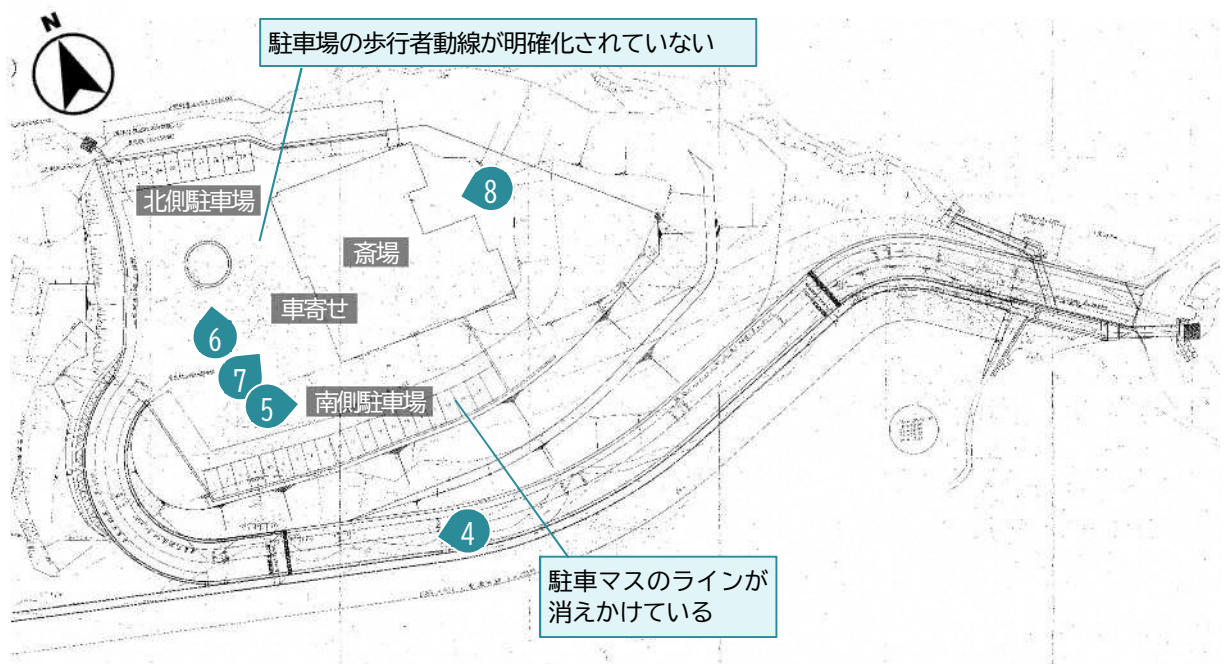 N
駐車場の歩行者動線が明確化されていない
8
北側駐車場
斎場
車寄せ
6
7
5
南側駐車場
4
駐車マスのラインが
消えかけている